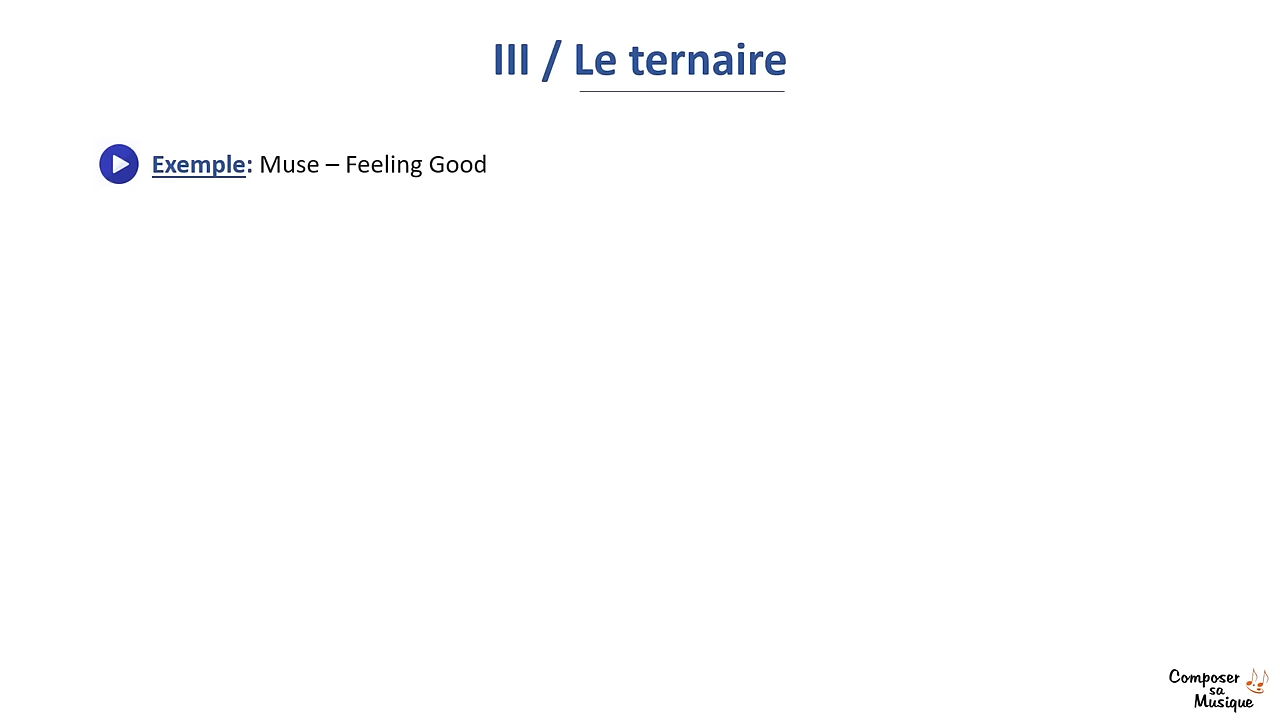 III / Le ternaire
Exemple: Muse – Feeling Good
Composer
sa
Musique